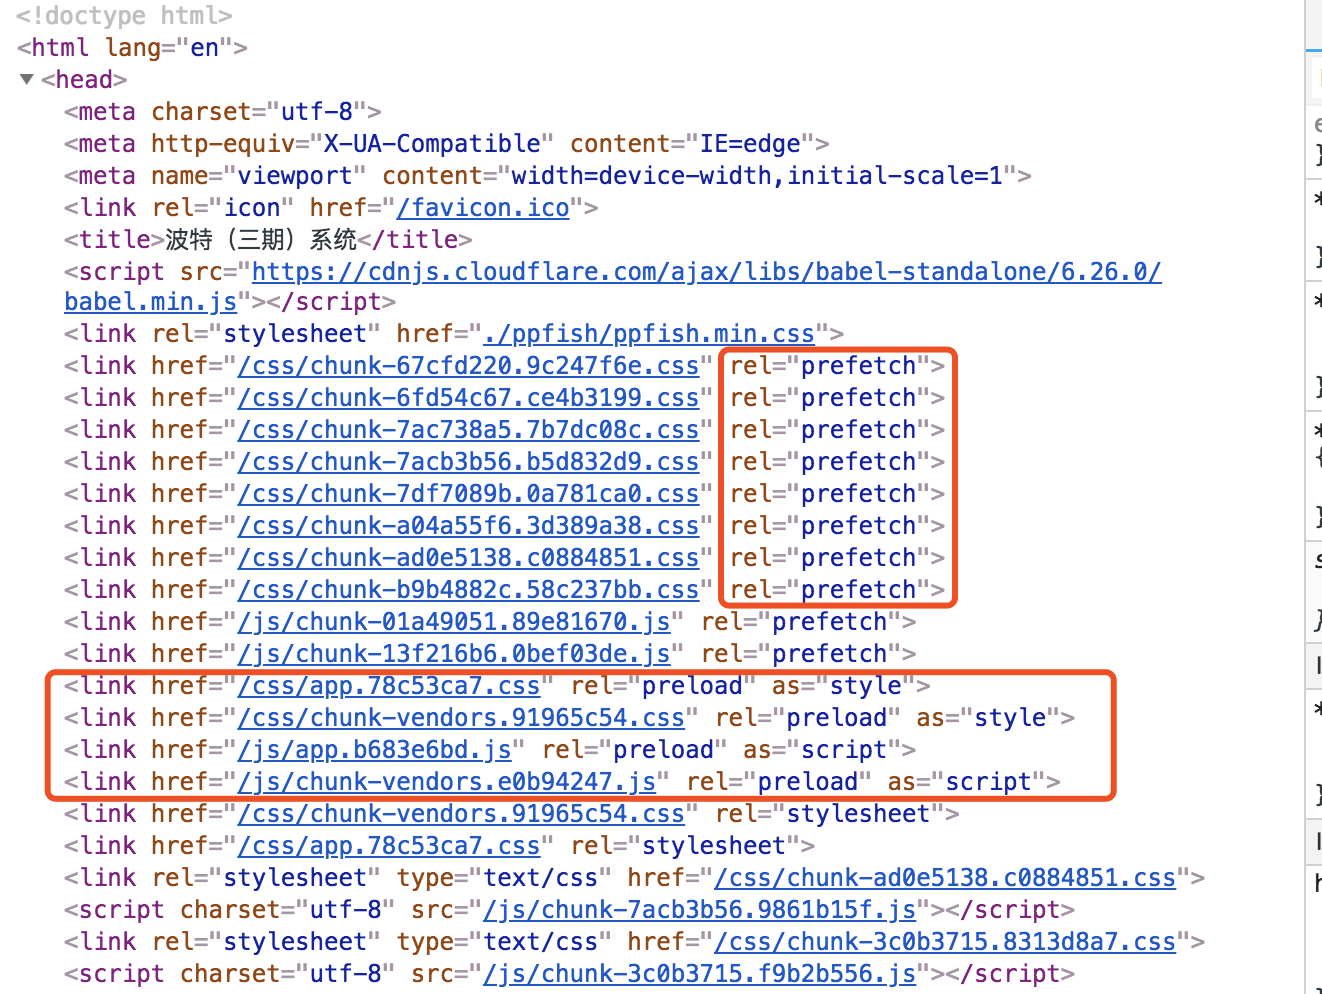 <!doctype html>
<html lang="en">
▼<head>
<meta charset="utf-8">
<meta http-equiv="X-UA-Compatible" content="IE=edge">
<meta name="viewport" content="width=device-width,initial-scale=1">
<link rel="icon" href="/favicon.ico">
<title>波特（三期）系统</title>
<script src="https://cdnjs.cloudflare.com/ajax/libs/babel-standalone/6.26.0/
babel.min.js"></script>
<link rel="stylesheet" href="./ppfish/ppfish.min.css">
<link href="/css/chunk-67cfd220.9c247f6e.css" rel="prefetch">
<link href="/css/chunk-6fd54c67.ce4b3199.css" rel="prefetch">
<link href="/css/chunk-7ac738a5.7b7dc08c.css" rel="prefetch">
<link href="/css/chunk-7acb3b56.b5d832d9.css" rel="prefetch">
<link href="/css/chunk-7df7089b.0a781ca0.css" rel="prefetch">
<link href="/css/chunk-a04a55f6.3d389a38.css" rel="prefetch">
<link href="/css/chunk-ad0e5138.c0884851.css" rel="prefetch">
<link href="/css/chunk-b9b4882c.58c237bb.css" rel="prefetch">
<link href="/js/chunk-01a49051.89e81670.js" rel="prefetch">
<link href="/js/chunk-13f216b6.0bef03de.js" rel="prefetch">
<link href="/css/app.78c53ca7.css" rel="preload" as="style">
<link href="/css/chunk-vendors.91965c54.css" rel="preload" as="style">
<link href="/js/app.b683e6bd.js" rel="preload" as="script">
<link href="/js/chunk-vendors.e0b94247.js" rel="preload" as="script">
<link href="/css/chunk-vendors.91965c54.css" rel="stylesheet">
<link href="/css/app.78c53ca7.css" rel="stylesheet">
<link rel="stylesheet" type="text/css" href="/css/chunk-ad0e5138.c0884851.css">
<script charset="utf-8" src="/js/chunk-7acb3b56.9861b15f.js"></script>
<link rel="stylesheet" type="text/css" href="/css/chunk-3c0b3715.8313d8a7.css">
<script charset="utf-8" src="/js/chunk-3c0b3715.f9b2b556.js"></script>